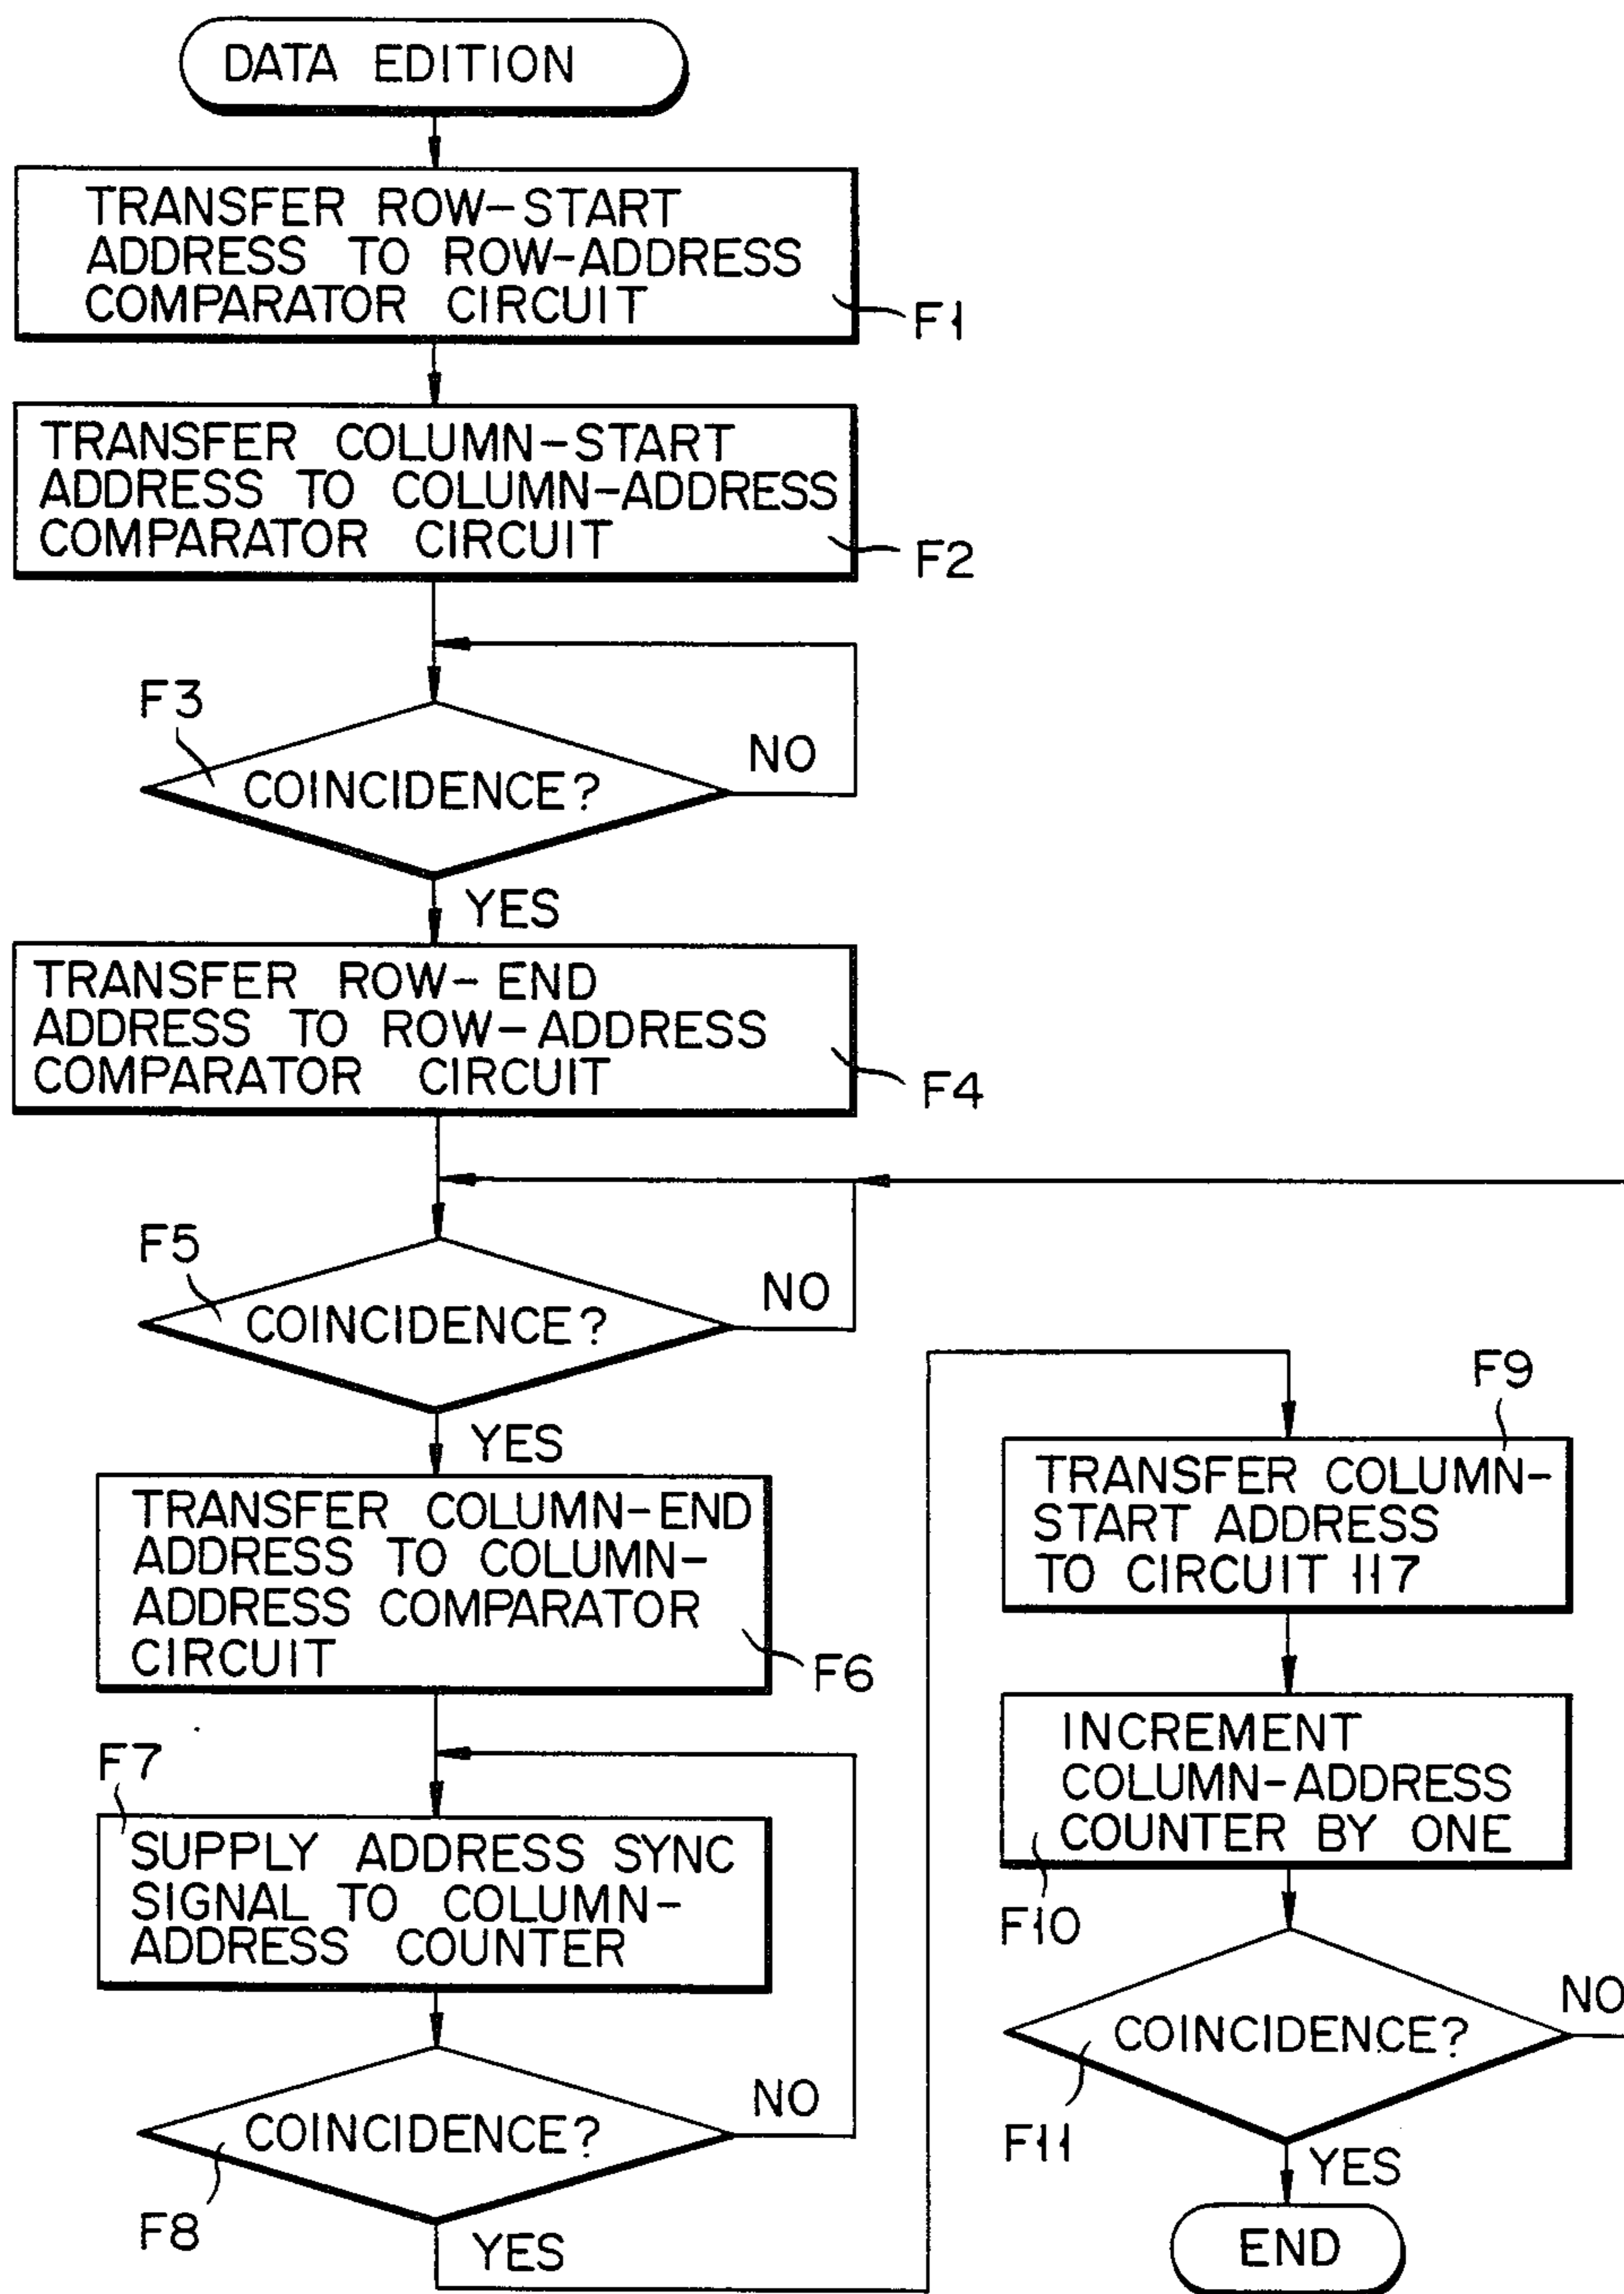 DATA EDITION
TRANSFER ROW-START
ADDRESS TO ROW-ADDRESS
COMPARATOR CIRCUIT
F1
TRANSFER COLUMN-START
ADDRESS TO COLUMN-ADDRESS
COMPARATOR CIRCUIT
F2
F3
COINCIDENCE?
NO
YES
TRANSFER ROW-END
ADDRESS TO ROW-ADDRESS
COMPARATOR CIRCUIT
F4
F5
COINCIDENCE?
NO
YES
TRANSFER COLUMN-END
ADDRESS TO COLUMN-
ADDRESS COMPARATOR
CIRCUIT
F6
F7
SUPPLY ADDRESS SYNC
SIGNAL TO COLUMN-
ADDRESS COUNTER
COINCIDENCE?
NO
F8
YES
F9
TRANSFER COLUMN-
START ADDRESS
TO CIRCUIT 117
INCREMENT
COLUMN-ADDRESS
COUNTER BY ONE
F10
COINCIDENCE?
NO
F11
YES
END